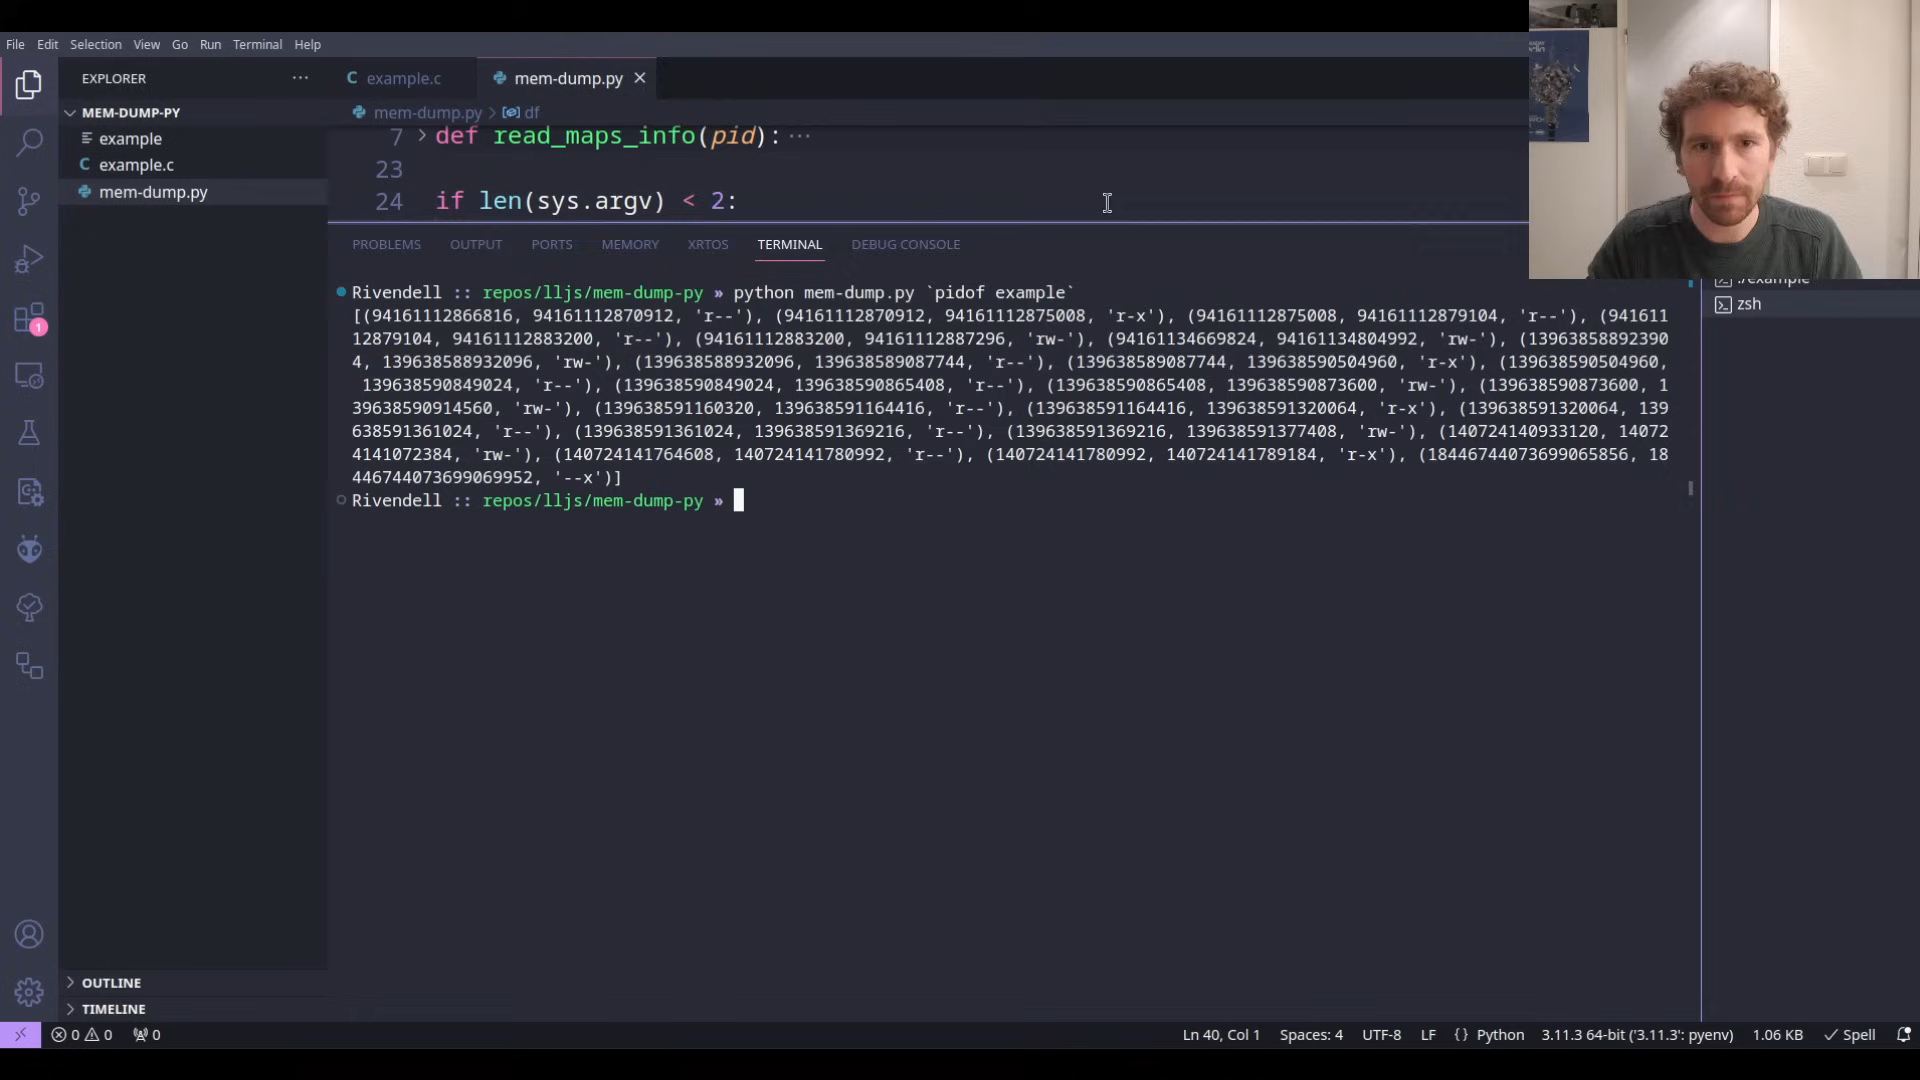 File Edit Selection View Go Run Terminal Help
EXPLORER ···
C example.c mem-dump.py ×
MEM-DUMP-PY
mem-dump.py > df
example
7 > def read_maps_info(pid): ···
C example.c
23
mem-dump.py
24 if len(sys.argv) < 2:
PROBLEMS OUTPUT PORTS MEMORY XRTOS TERMINAL DEBUG CONSOLE
./example
zsh
Rivendell :: repos/lljs/mem-dump-py » python mem-dump.py `pidof example`
[(94161112866816, 94161112870912, 'r--'), (94161112870912, 94161112875008, 'r-x'), (94161112875008, 94161112879104, 'r--'), (941611
12879104, 94161112883200, 'r--'), (94161112883200, 94161112887296, 'rw-'), (94161134669824, 94161134804992, 'rw-'), (13963858892390
4, 139638588932096, 'rw-'), (139638588932096, 139638589087744, 'r--'), (139638589087744, 139638590504960, 'r-x'), (139638590504960,
139638590849024, 'r--'), (139638590849024, 139638590865408, 'r--'), (139638590865408, 139638590873600, 'rw-'), (139638590873600, 1
39638590914560, 'rw-'), (139638591160320, 139638591164416, 'r--'), (139638591164416, 139638591320064, 'r-x'), (139638591320064, 139
638591361024, 'r--'), (139638591361024, 139638591369216, 'r--'), (139638591369216, 139638591377408, 'rw-'), (140724140933120, 14072
4141072384, 'rw-'), (140724141764608, 140724141780992, 'r--'), (140724141780992, 140724141789184, 'r-x'), (18446744073699065856, 18
446744073699069952, '--x')]
Rivendell :: repos/lljs/mem-dump-py »
1
OUTLINE
TIMELINE
0 0 0 Ln 40, Col 1 Spaces: 4 UTF-8 LF {} Python 3.11.3 64-bit ('3.11.3': pyenv) 1.06 KB Spell